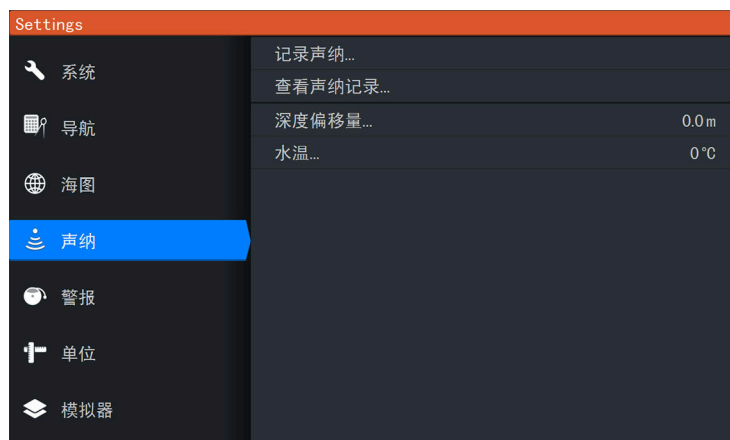 Settings
系统
导航
海图
声纳
警报
单位
模拟器
记录声纳...
查看声纳记录...
深度偏移量... 0.0 m
水温... 0 °C